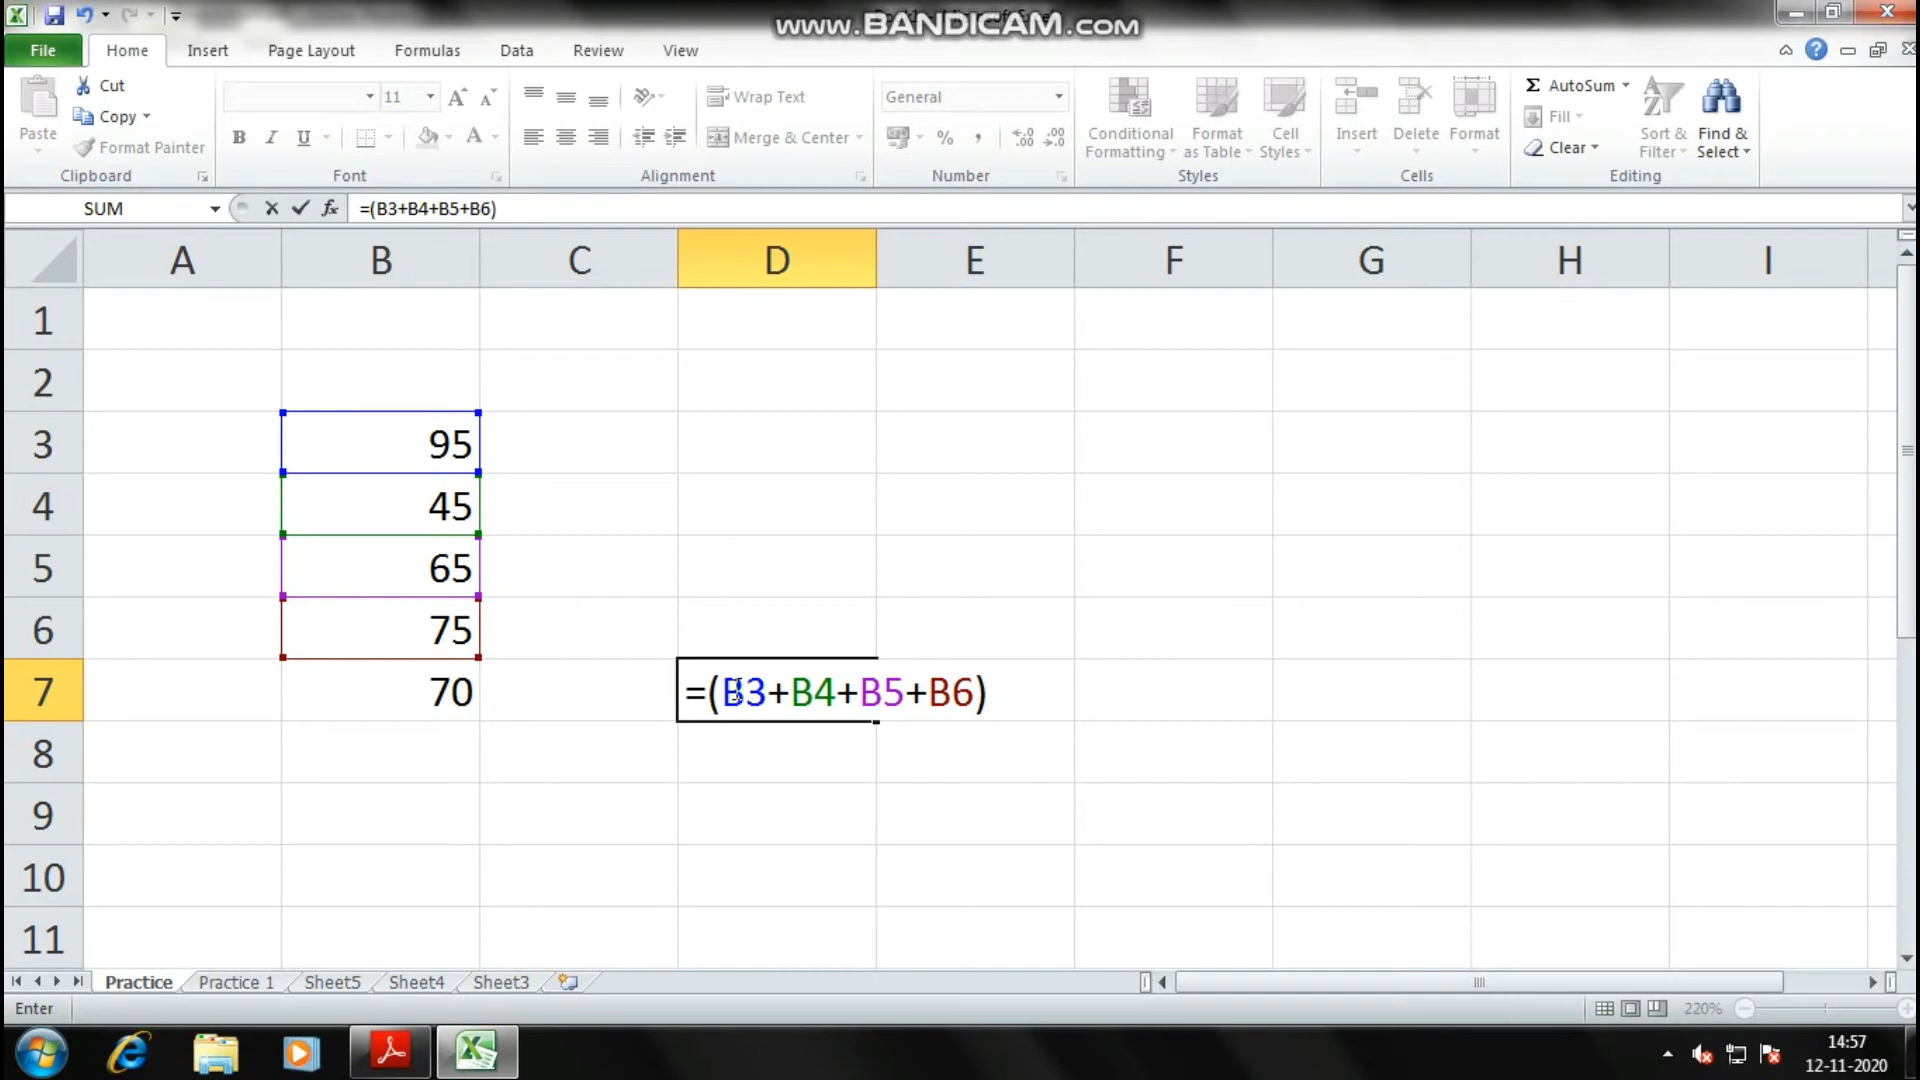 www.BANDICAM.com
File Home Insert Page Layout Formulas Data Review View
Paste
Cut
Copy
Format Painter
Clipboard
11
B I U
A
Font
Wrap Text
Merge & Center
Alignment
General
%
Number
Conditional Formatting
Format as Table
Cell Styles
Styles
Insert
Delete
Format
Cells
Σ AutoSum
Fill
Clear
Sort & Filter
Find & Select
Editing
SUM fx =(B3+B4+B5+B6)
A B C D E F G H I
1
2
3 95
4 45
5 65
6 75
7 70 =(B3+B4+B5+B6)
8
9
10
11
Practice Practice 1 Sheet5 Sheet4 Sheet3
Enter 220%
14:57
12-11-2020